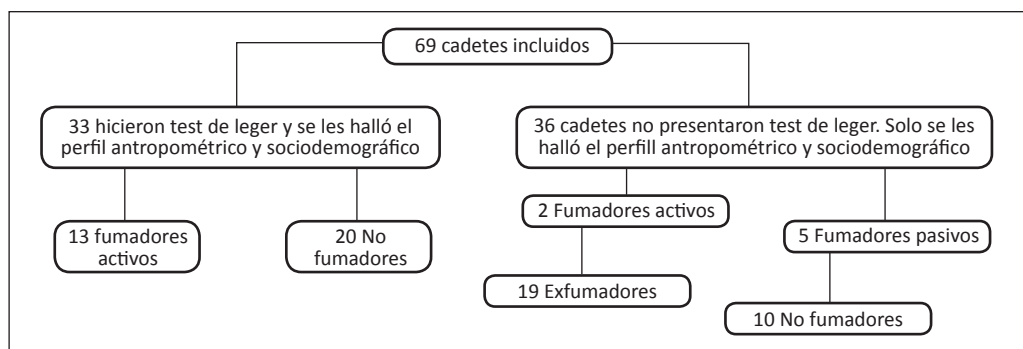 69 cadetes incluidos
33 hicieron test de leger y se les halló el
perfil antropométrico y sociodemográfico
36 cadetes no presentaron test de leger. Solo se les
halló el perfill antropométrico y sociodemográfico
13 fumadores
activos
20 No
fumadores
2 Fumadores activos
5 Fumadores pasivos
19 Exfumadores
10 No fumadores